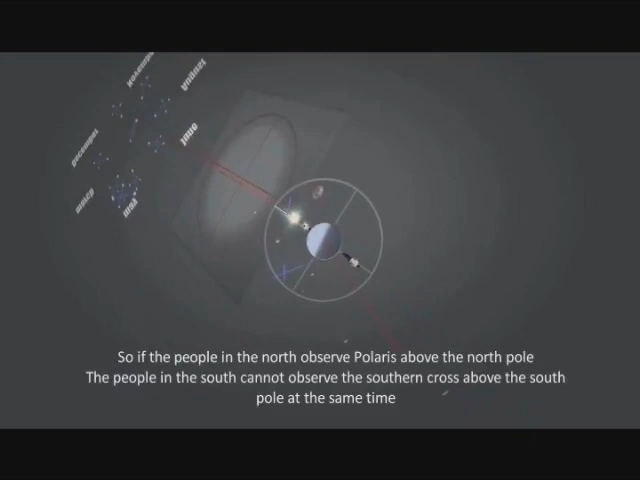 So if the people in the north observe Polaris above the north pole
The people in the south cannot observe the southern cross above the south
pole at the same time